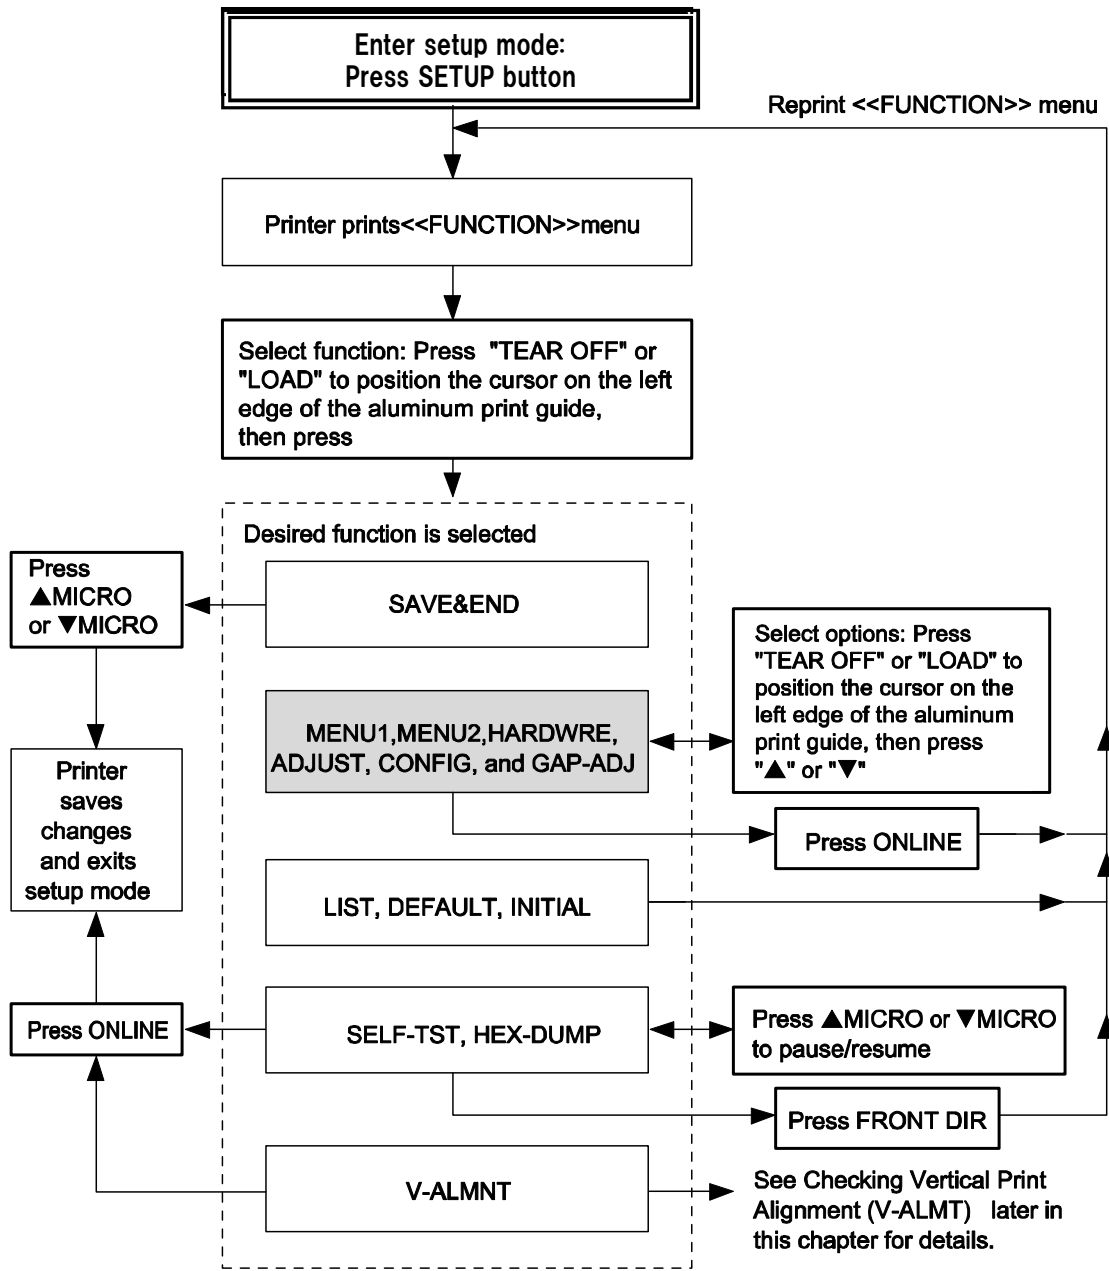 Enter setup mode:
Press SETUP button
Reprint <<FUNCTION>> menu
Printer prints<<FUNCTION>>menu
Select function: Press "TEAR OFF" or
"LOAD" to position the cursor on the left
edge of the aluminum print guide,
then press
Desired function is selected
Press
▲MICRO
or ▼MICRO
SAVE&END
Select options: Press
"TEAR OFF" or "LOAD" to
position the cursor on the
left edge of the aluminum
print guide, then press
"▲" or "▼"
MENU1,MENU2,HARDWRE,
ADJUST, CONFIG, and GAP-ADJ
Printer
saves
changes
and exits
setup mode
Press ONLINE
LIST, DEFAULT, INITIAL
Press ONLINE
SELF-TST, HEX-DUMP
Press ▲MICRO or ▼MICRO
to pause/resume
Press FRONT DIR
V-ALMNT
See Checking Vertical Print
Alignment (V-ALMT) later in
this chapter for details.